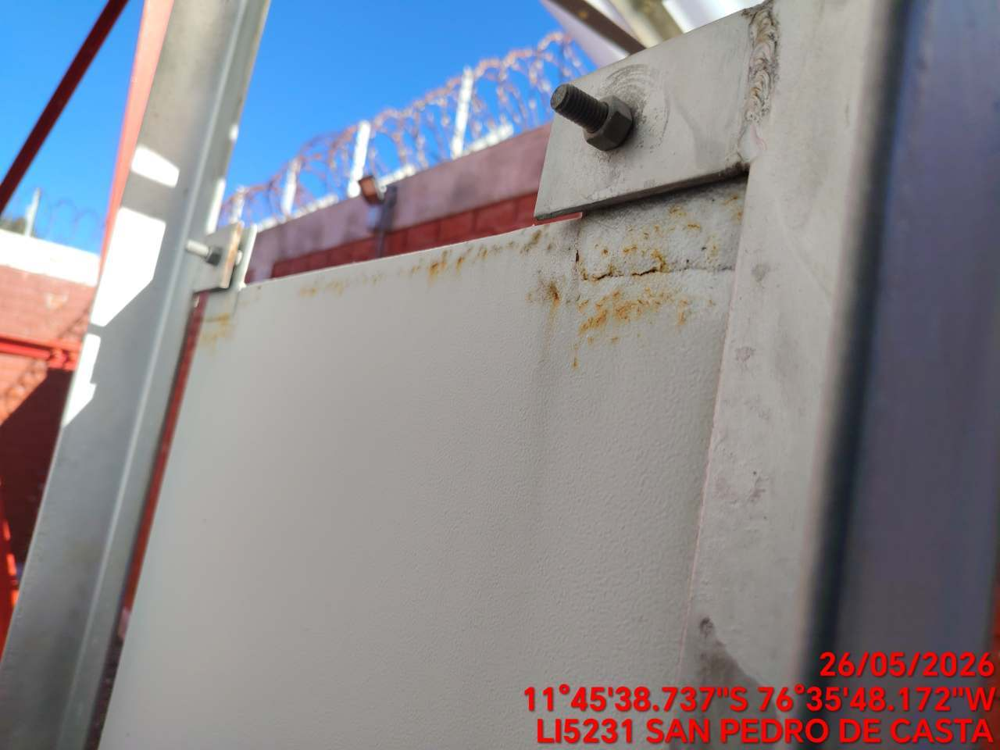 26/05/2026
11°45'38.737"S 76°35'48.172"W
LI5231 SAN PEDRO DE CASTA